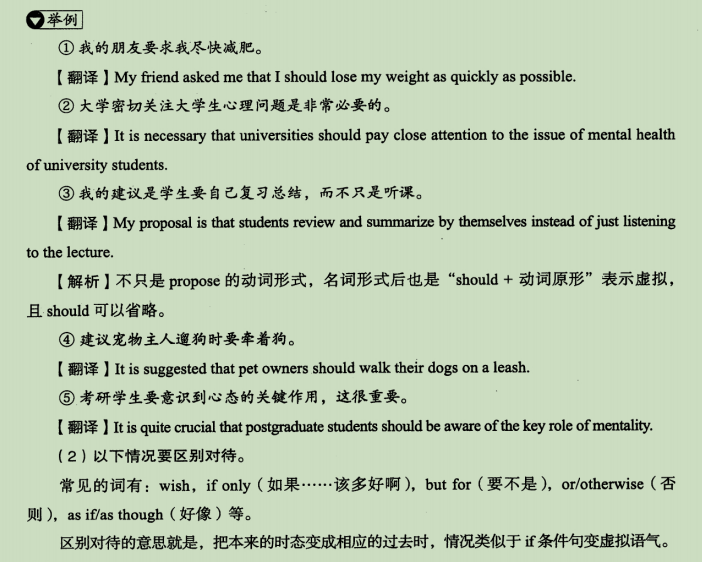 举例
① 我的朋友要求我尽快减肥。
【翻译】My friend asked me that I should lose my weight as quickly as possible.
② 大学密切关注大学生心理问题是非常必要的。
【翻译】It is necessary that universities should pay close attention to the issue of mental health
of university students.
③ 我的建议是学生要自己复习总结，而不只是听课。
【翻译】My proposal is that students review and summarize by themselves instead of just listening
to the lecture.
【解析】不只是 propose 的动词形式，名词形式后也是“should + 动词原形”表示虚拟，
且 should 可以省略。
④ 建议宠物主人遛狗时要牵着狗。
【翻译】It is suggested that pet owners should walk their dogs on a leash.
⑤ 考研学生要意识到心态的关键作用，这很重要。
【翻译】It is quite crucial that postgraduate students should be aware of the key role of mentality.
（2）以下情况要区别对待。
常见的词有：wish，if only（如果……该多好啊），but for（要不是），or/otherwise（否
则），as if/as though（好像）等。
区别对待的意思就是，把本来的时态变成相应的过去时，情况类似于 if 条件句变虚拟语气。